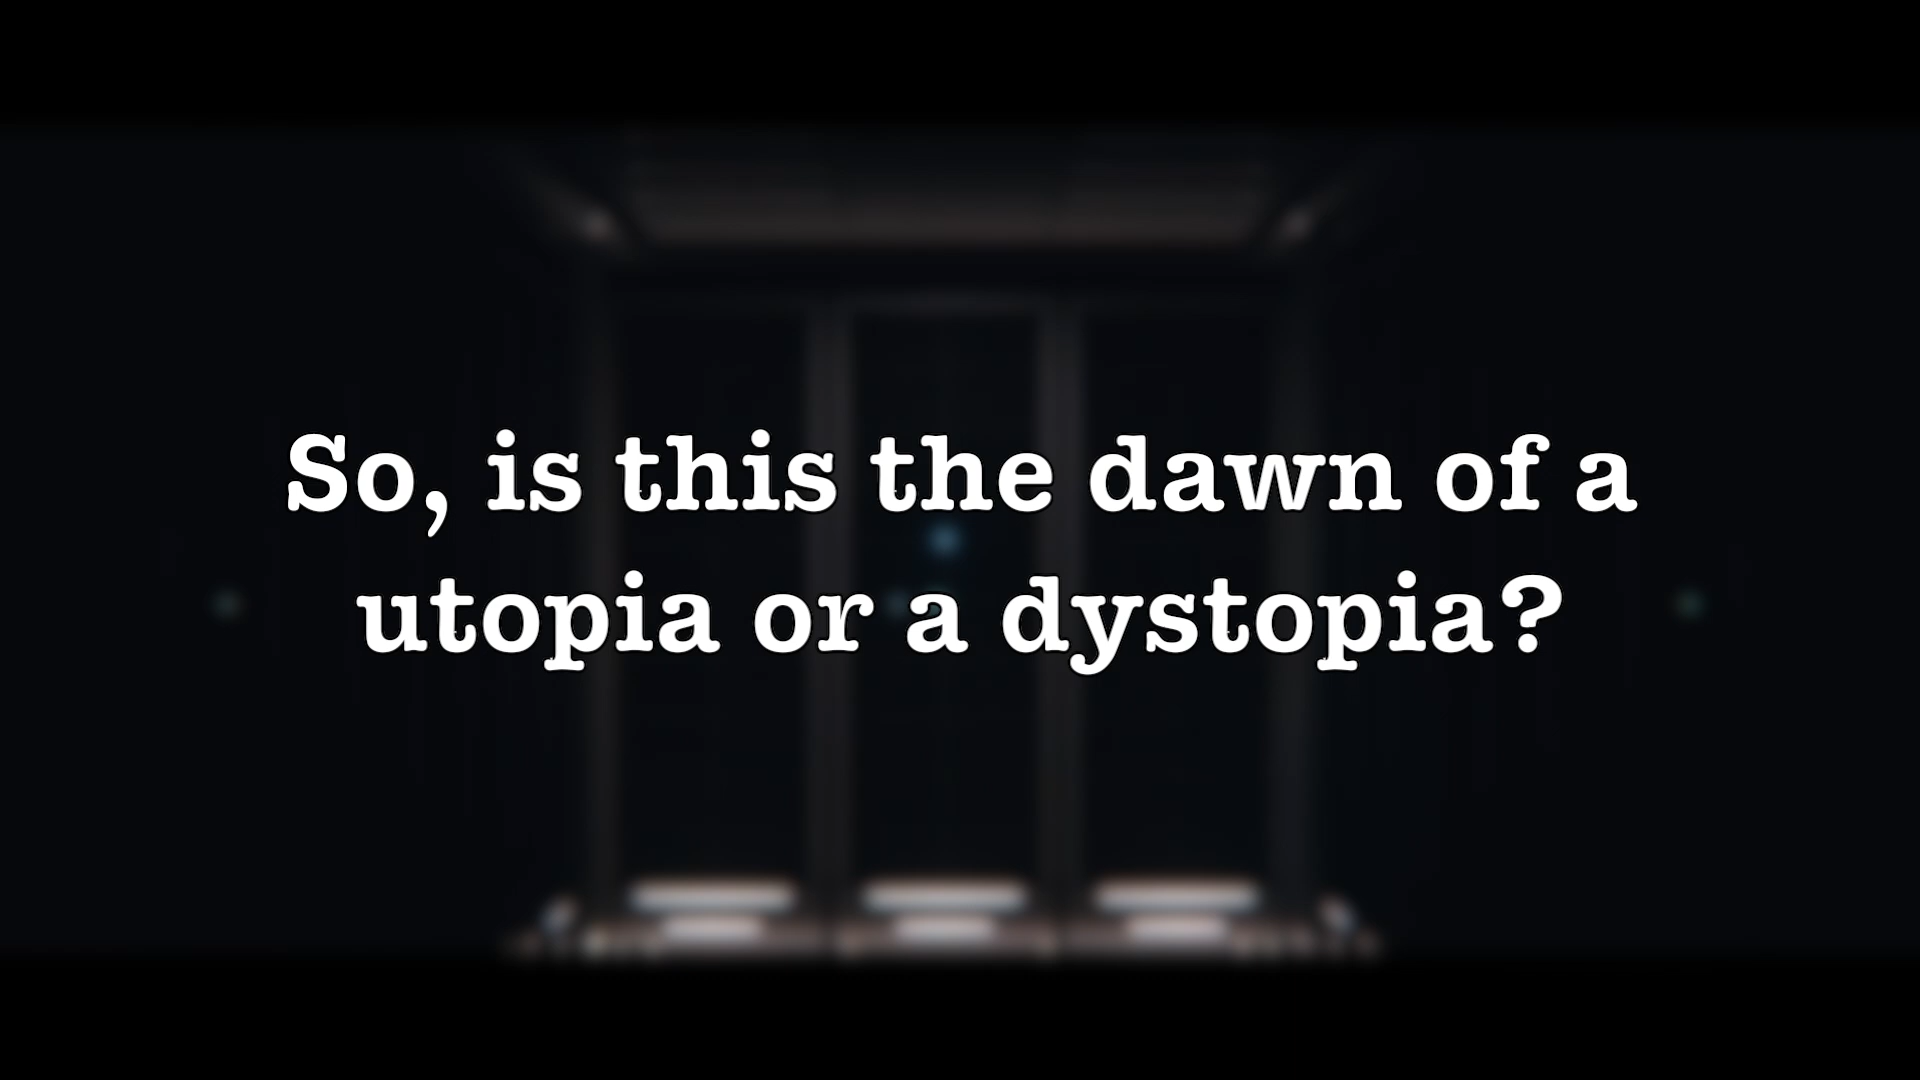 So, is this the dawn of a
utopia or a dystopia?